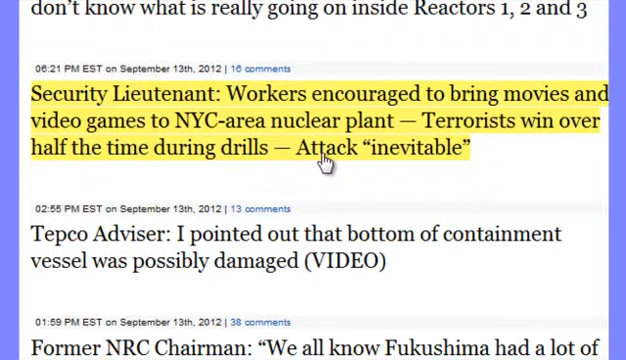 don't know what is really going on inside Reactors 1, 2 and 3
06:21 PM EST on September 13th, 2012 | 16 comments
Security Lieutenant: Workers encouraged to bring movies and
video games to NYC-area nuclear plant — Terrorists win over
half the time during drills — Attack “inevitable”
02:55 PM EST on September 13th, 2012 | 13 comments
Tepco Adviser: I pointed out that bottom of containment
vessel was possibly damaged (VIDEO)
01:59 PM EST on September 13th, 2012 | 38 comments
Former NRC Chairman: “We all know Fukushima had a lot of